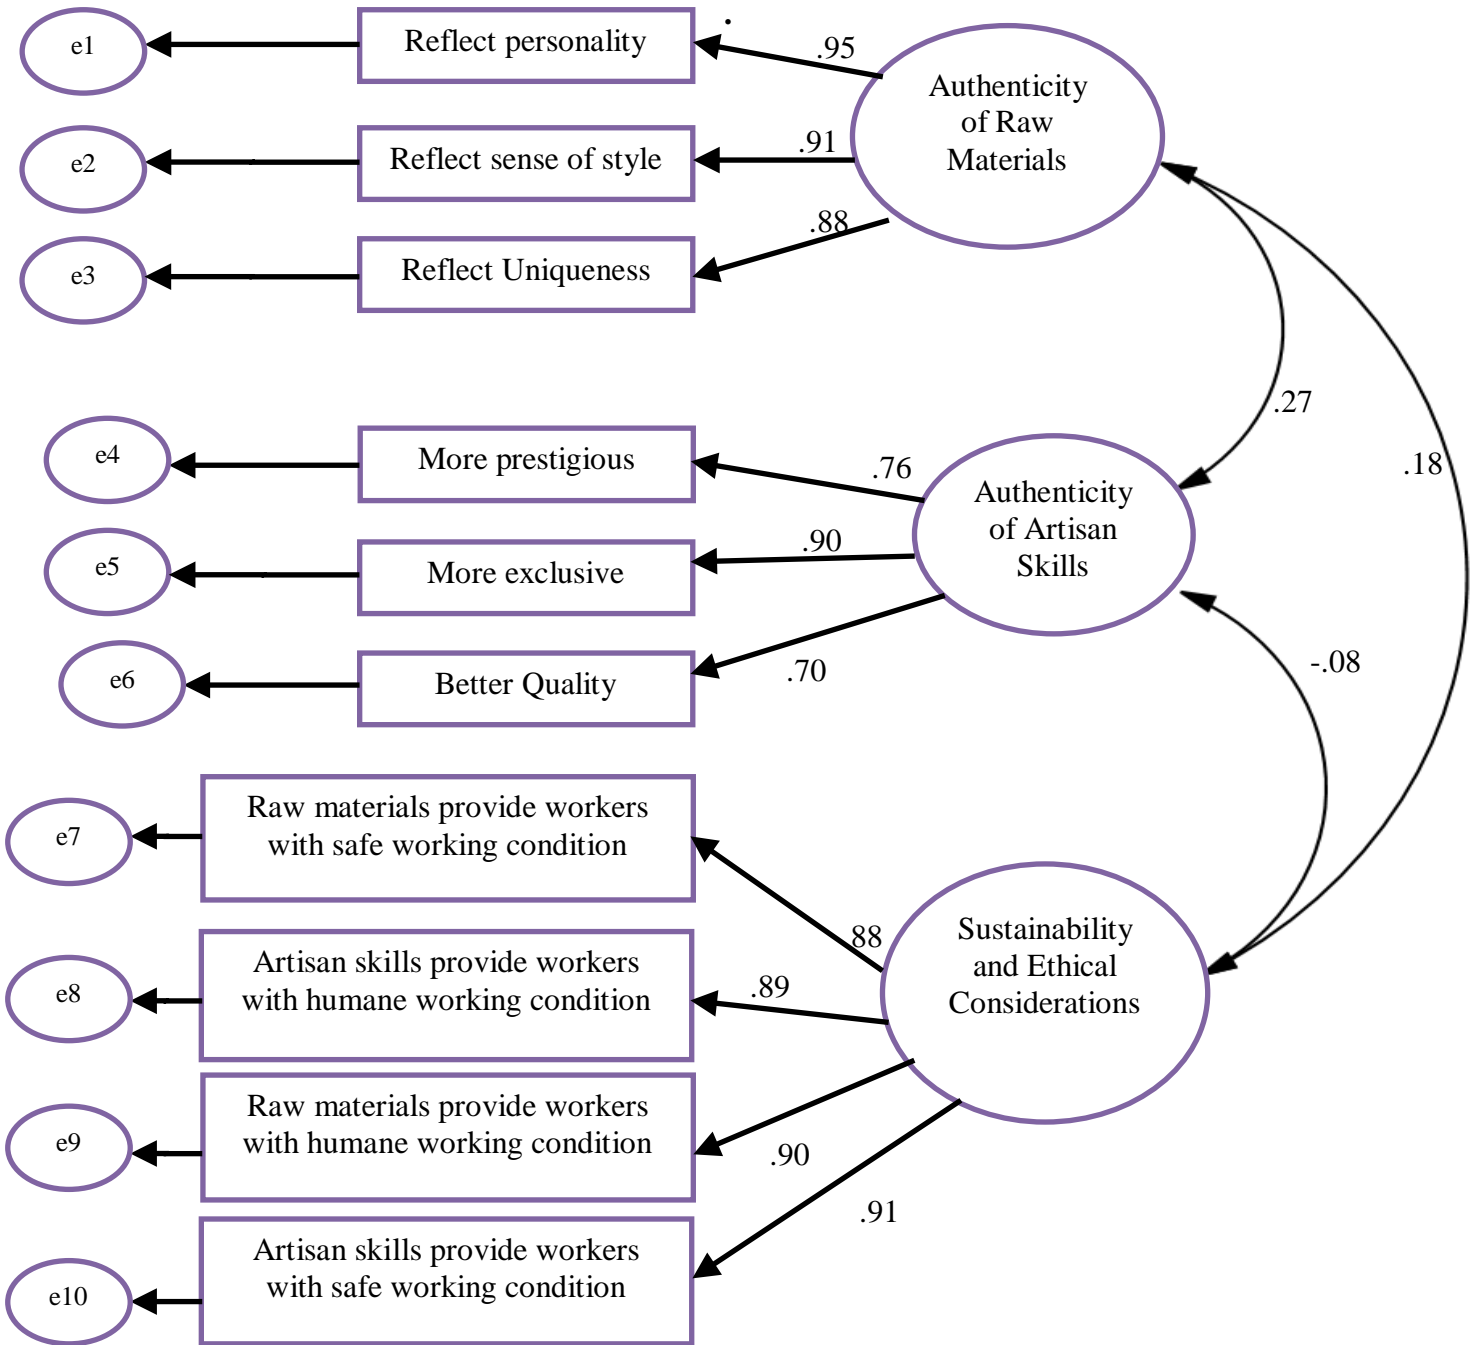 e1
Reflect personality
.95
Authenticity
of Raw
Materials
e2
Reflect sense of style
.91
e3
Reflect Uniqueness
.88
.27
.18
e4
More prestigious
.76
Authenticity
of Artisan
Skills
e5
More exclusive
.90
e6
Better Quality
.70
-.08
e7
Raw materials provide workers
with safe working condition
88
Sustainability
and Ethical
Considerations
e8
Artisan skills provide workers
with humane working condition
.89
e9
Raw materials provide workers
with humane working condition
.90
e10
Artisan skills provide workers
with safe working condition
.91